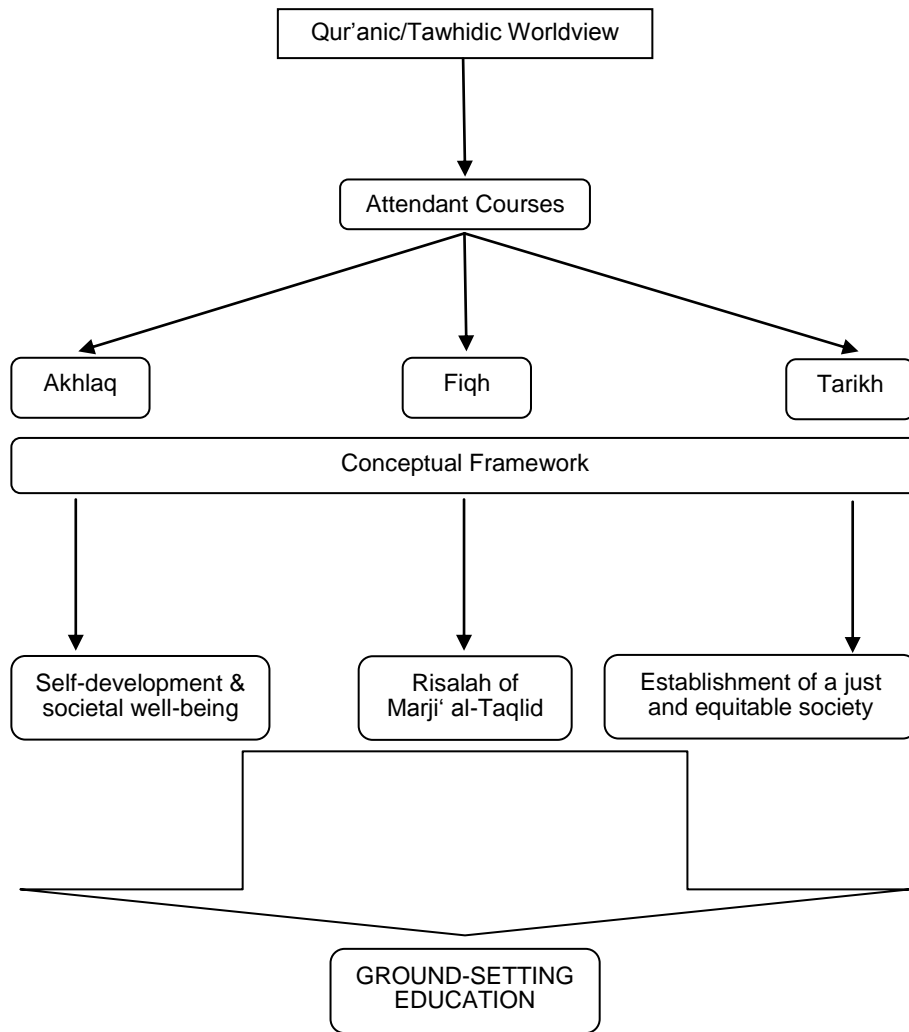 Qur’anic/Tawhidic Worldview
Attendant Courses
Akhlaq
Fiqh
Tarikh
Conceptual Framework
Self-development &
societal well-being
Risalah of
Marji‘ al-Taqlid
Establishment of a just
and equitable society
GROUND-SETTING
EDUCATION